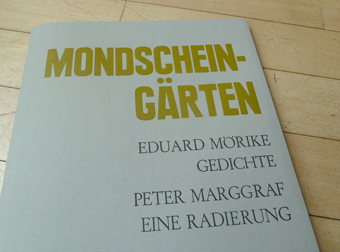 MONDSCHEIN-
GÄRTEN
EDUARD MÖRIKE
GEDICHTE
PETER MARGGRAF
EINE RADIERUNG